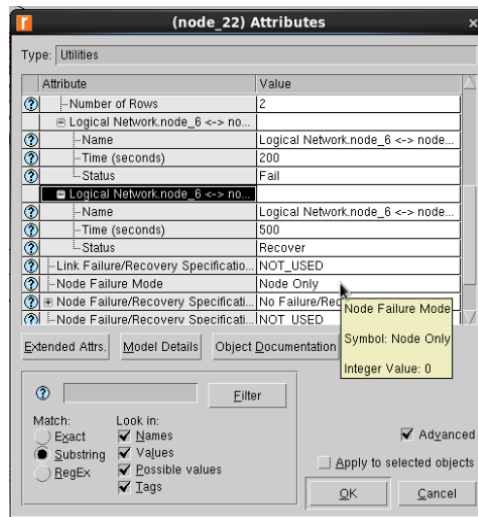 (node_22) Attributes
Type: Utilities
Attribute Value
Number of Rows 2
Logical Network.node_6 <-> no...
Name Logical Network.node_6 <-> node...
Time (seconds) 200
Status Fail
Logical Network.node_6 <-> no...
Name Logical Network.node_6 <-> node...
Time (seconds) 500
Status Recover
Link Failure/Recovery Specificatio... NOT_USED
Node Failure Mode Node Only
Node Failure/Recovery Specificati... No Failure/Rec
Node Failure/Recovery Specificati... NOT_USED
Node Failure Mode
Symbol: Node Only
Integer Value: 0
Extended Attrs. Model Details Object Documentation
Filter
Match: Look in:
Exact Names
Substring Values
RegEx Possible values
Tags
Advanced
Apply to selected objects
OK Cancel